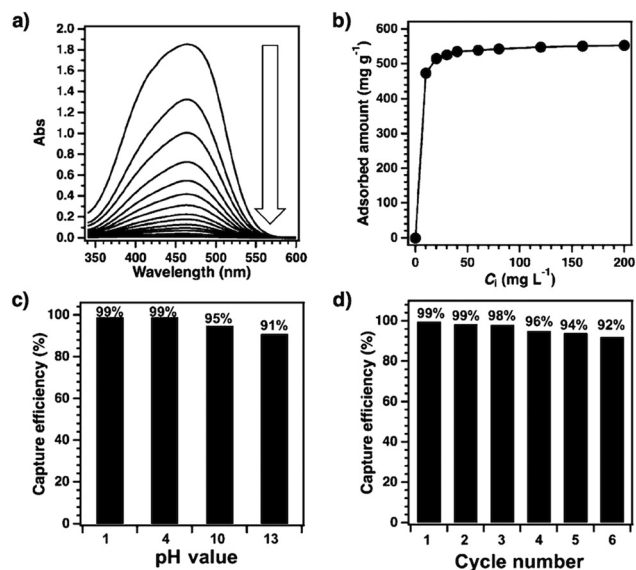 a)
Abs
2.0
1.8
1.6
1.4
1.2
1.0
0.8
0.6
0.4
0.2
0.0
350 400 450 500 550 600
Wavelength (nm)
b)
Adsorbed amount (mg g⁻¹)
600
500
400
300
200
100
0
0 50 100 150 200
Cᵢ (mg L⁻¹)
c)
Capture efficiency (%)
100
80
60
40
20
0
99% 99% 95% 91%
1 4 10 13
pH value
d)
Capture efficiency (%)
100
80
60
40
20
0
99% 99% 98% 96% 94% 92%
1 2 3 4 5 6
Cycle number